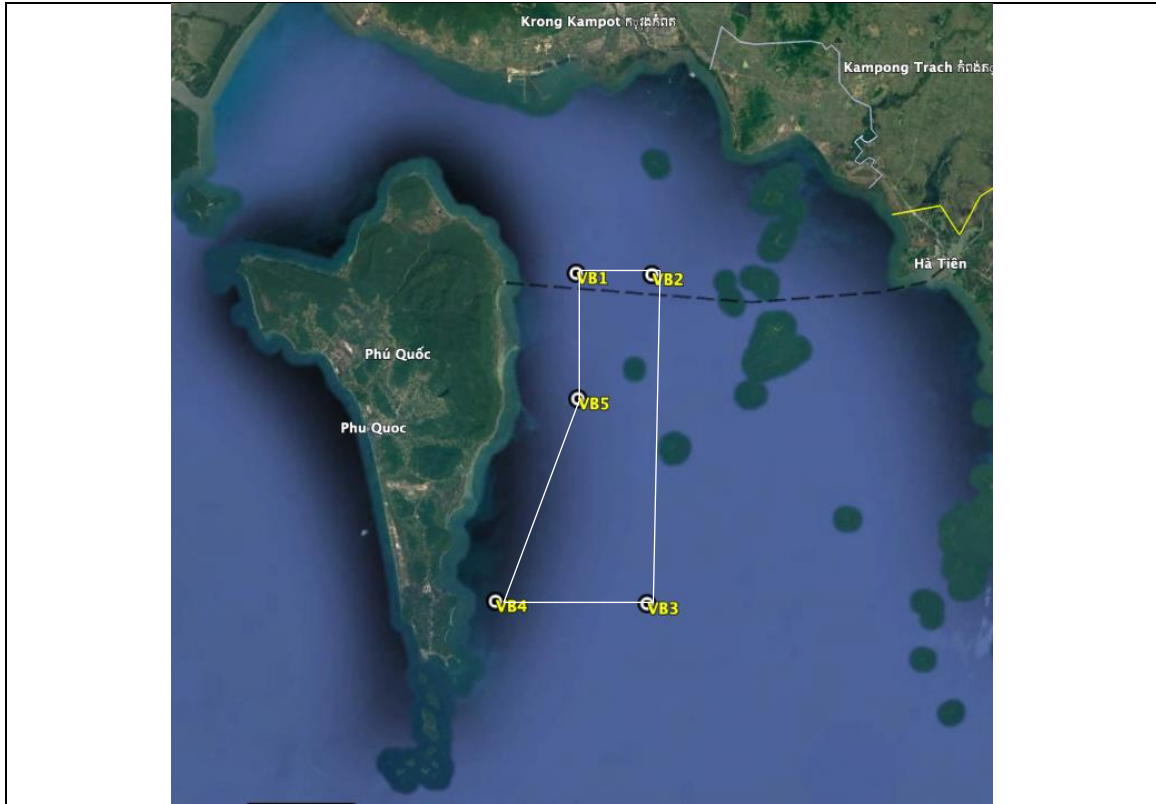 Krong Kampot
Kampong Trach
Hà Tiên
VB1
VB2
Phú Quốc
VB5
Phu Quoc
VB4
VB3